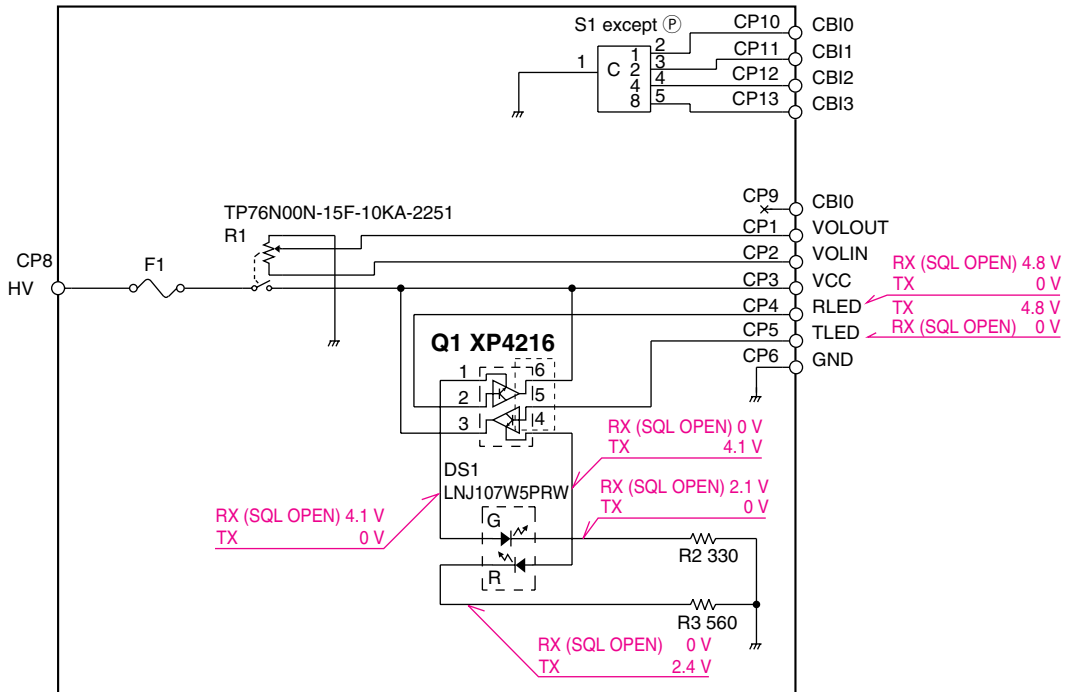 S1 except Ⓟ
CP10 CBI0
CP11 CBI1
CP12 CBI2
CP13 CBI3
1
C
1
2
4
8
2
3
4
5
CP9 CBI0
CP1 VOLOUT
CP2 VOLIN
CP3 VCC
CP4 RLED
CP5 TLED
CP6 GND
RX (SQL OPEN) 4.8 V
TX 0 V
TX 4.8 V
RX (SQL OPEN) 0 V
TP76N00N-15F-10KA-2251
R1
CP8
HV
F1
Q1 XP4216
1
2
3
6
5
4
RX (SQL OPEN) 0 V
TX 4.1 V
DS1
LNJ107W5PRW
RX (SQL OPEN) 2.1 V
TX 0 V
RX (SQL OPEN) 4.1 V
TX 0 V
G
R
R2 330
R3 560
RX (SQL OPEN) 0 V
TX 2.4 V